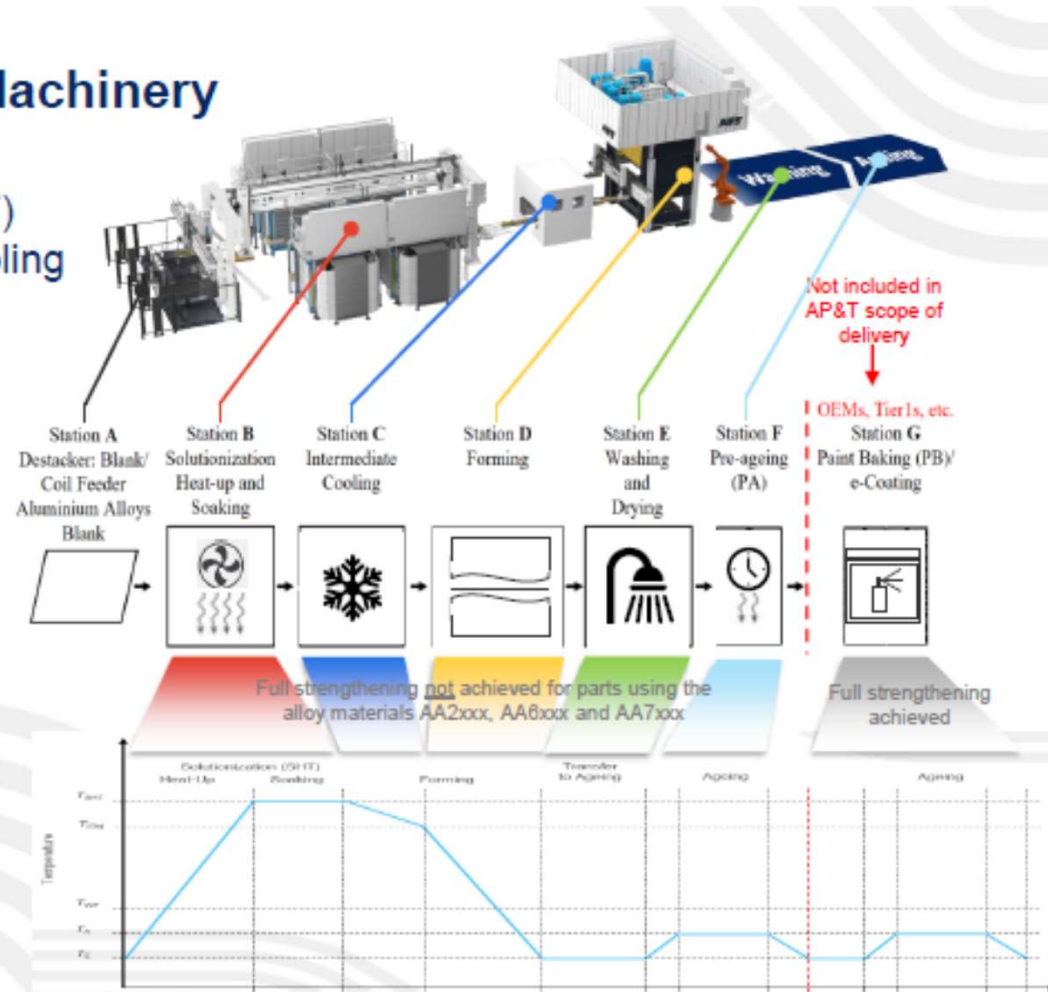 lachinery
)
ling
Washing
Not included in
AP&T scope of
delivery
OEMs, Tier1s, etc.
Station A
Destacker: Blank/
Coil Feeder
Aluminium Alloys
Blank
Station B
Solutionization
Heat-up and
Soaking
Station C
Intermediate
Cooling
Station D
Forming
Station E
Washing
and
Drying
Station F
Pre-ageing
(PA)
Station G
Paint Baking (PB)/
e-Coating
Full strengthening not achieved for parts using the
alloy materials AA2xxx, AA6xxx and AA7xxx
Full strengthening
achieved
Solutionization (SHT)
Heat-Up
Soaking
Forming
Transfer
to Ageing
Ageing
Ageing
Temperature